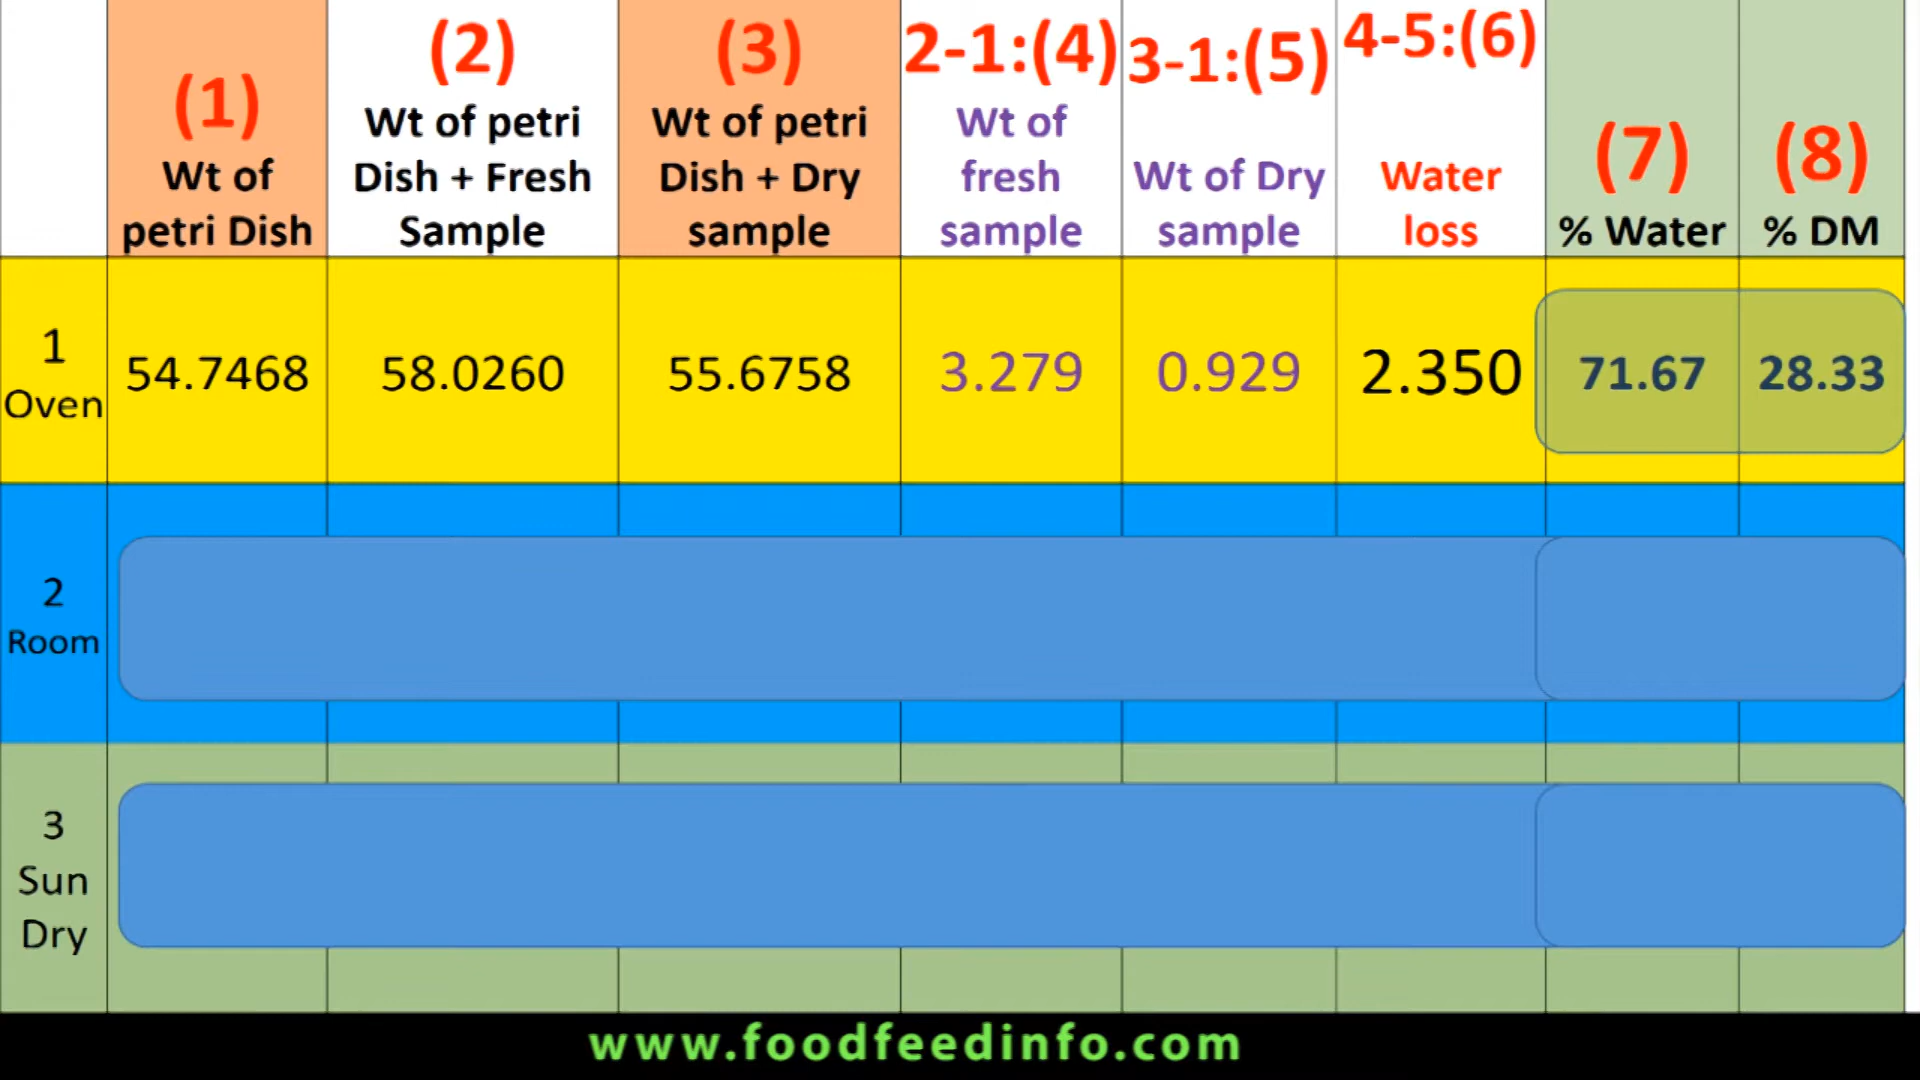 (1)
Wt of
petri Dish
(2)
Wt of petri
Dish + Fresh
Sample
(3)
Wt of petri
Dish + Dry
sample
2-1:(4)
Wt of
fresh
sample
3-1:(5)
Wt of Dry
sample
4-5:(6)
Water
loss
(7)
% Water
(8)
% DM
1
Oven
54.7468
58.0260
55.6758
3.279
0.929
2.350
71.67
28.33
2
Room
3
Sun
Dry
www.foodfeedinfo.com